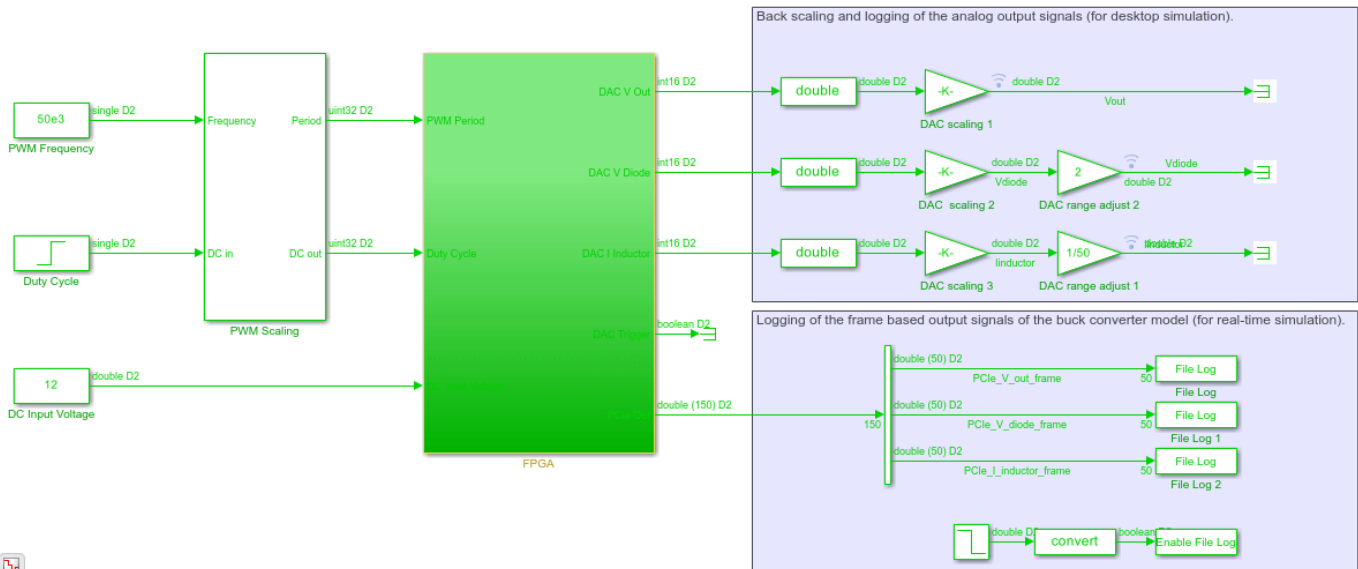 Back scaling and logging of the analog output signals (for desktop simulation).
50e3
single D2
PWM Frequency
Frequency
Period
uint32 D2
PWM Period
single D2
Duty Cycle
DC in
DC out
uint32 D2
Duty Cycle
PWM Scaling
12
double D2
DC Input Voltage
DAC V Out
int16 D2
DAC V Diode
int16 D2
DAC I Inductor
int16 D2
DAC Trigger
boolean D2
double (150) D2
FPGA
double
double D2
-K-
DAC scaling 1
double D2
Vout
double
double D2
-K-
DAC  scaling 2
double D2
Vdiode
2
DAC range adjust 2
Vdiode
double D2
double
double D2
-K-
DAC scaling 3
double D2
Iinductor
1/50
DAC range adjust 1
Iinductor
double D2
Logging of the frame based output signals of the buck converter model (for real-time simulation).
150
double (50) D2
PCIe_V_out_frame
50
File Log
File Log
double (50) D2
PCIe_V_diode_frame
50
File Log
File Log 1
double (50) D2
PCIe_I_inductor_frame
50
File Log
File Log 2
double D2
convert
boolean
Enable File Log